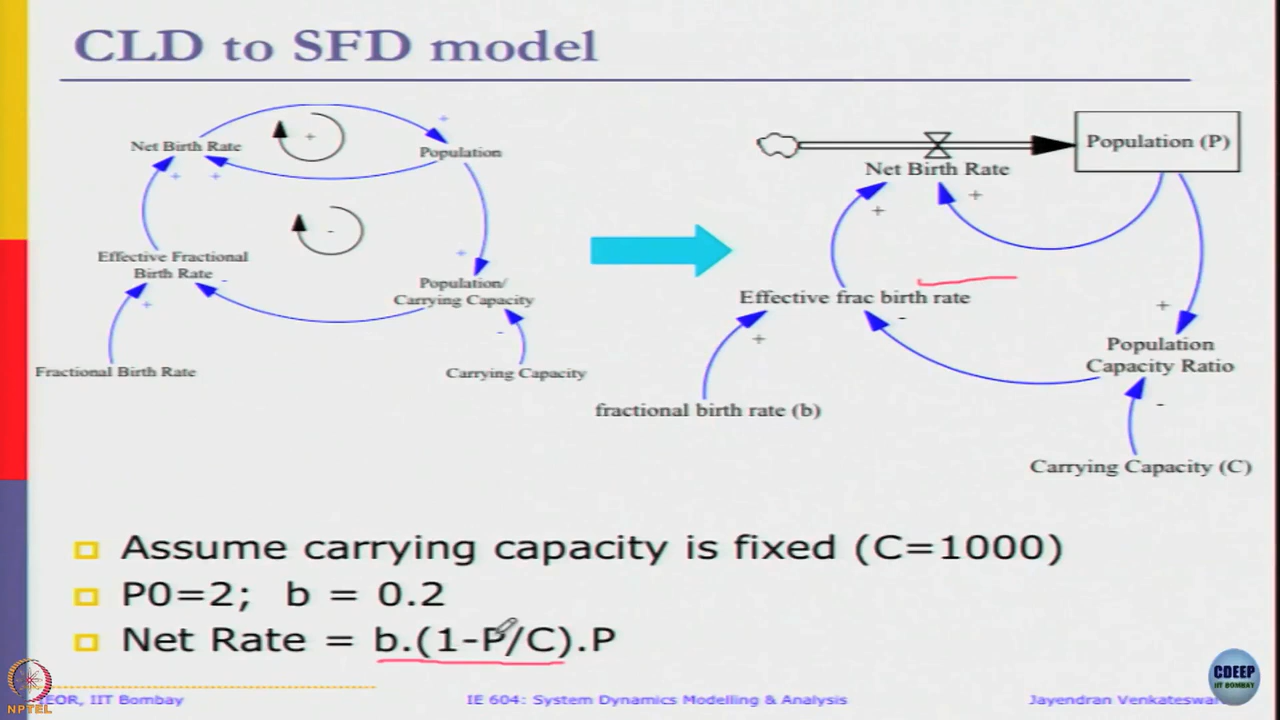 CLD to SFD model
Net Birth Rate
+
Population
+
+
+
-
Effective Fractional
Birth Rate
-
+
+
Population/
Carrying Capacity
-
Fractional Birth Rate
Carrying Capacity
Population (P)
Net Birth Rate
+
+
Effective frac birth rate
-
+
+
Population
Capacity Ratio
-
fractional birth rate (b)
Carrying Capacity (C)
Assume carrying capacity is fixed (C=1000)
P0=2; b = 0.2
Net Rate = b.(1-P/C).P
IEOR, IIT Bombay
IE 604: System Dynamics Modelling & Analysis
Jayendran Venkateswar
NPTEL
CDEEP
IIT BOMBAY